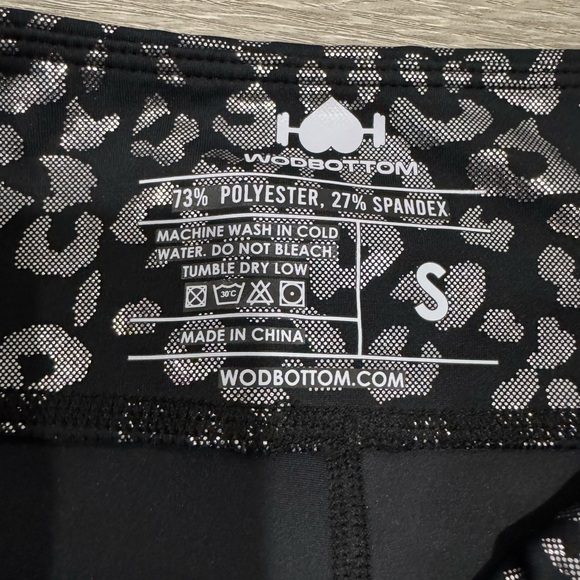 WODBOTTOM
73% POLYESTER, 27% SPANDEX
MACHINE WASH IN COLD
WATER. DO NOT BLEACH.
TUMBLE DRY LOW
30°C
S
MADE IN CHINA
WODBOTTOM.COM